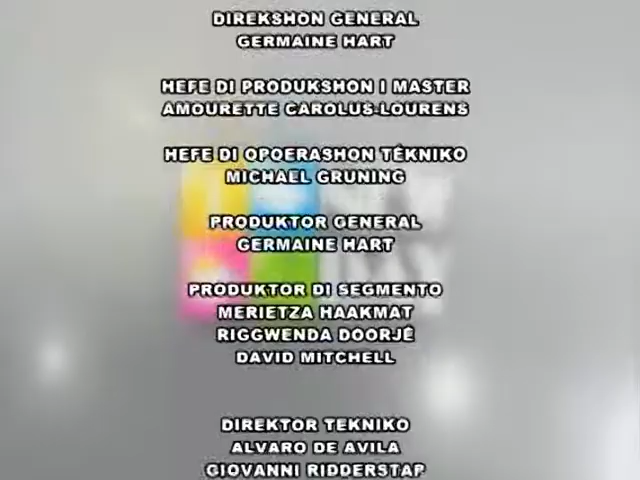 DIREKSHON GENERAL
GERMAINE HART
HEFE DI PRODUKSHON I MASTER
AMOURETTE CAROLUS-LOURENS
HEFE DI OPOERASHON TÉKNIKO
MICHAEL GRUNING
PRODUKTOR GENERAL
GERMAINE HART
PRODUKTOR DI SEGMENTO
MERIETZA HAAKMAT
RIGGWENDA DOORJÉ
DAVID MITCHELL
DIREKTOR TEKNIKO
ALVARO DE AVILA
GIOVANNI RIDDERSTAP